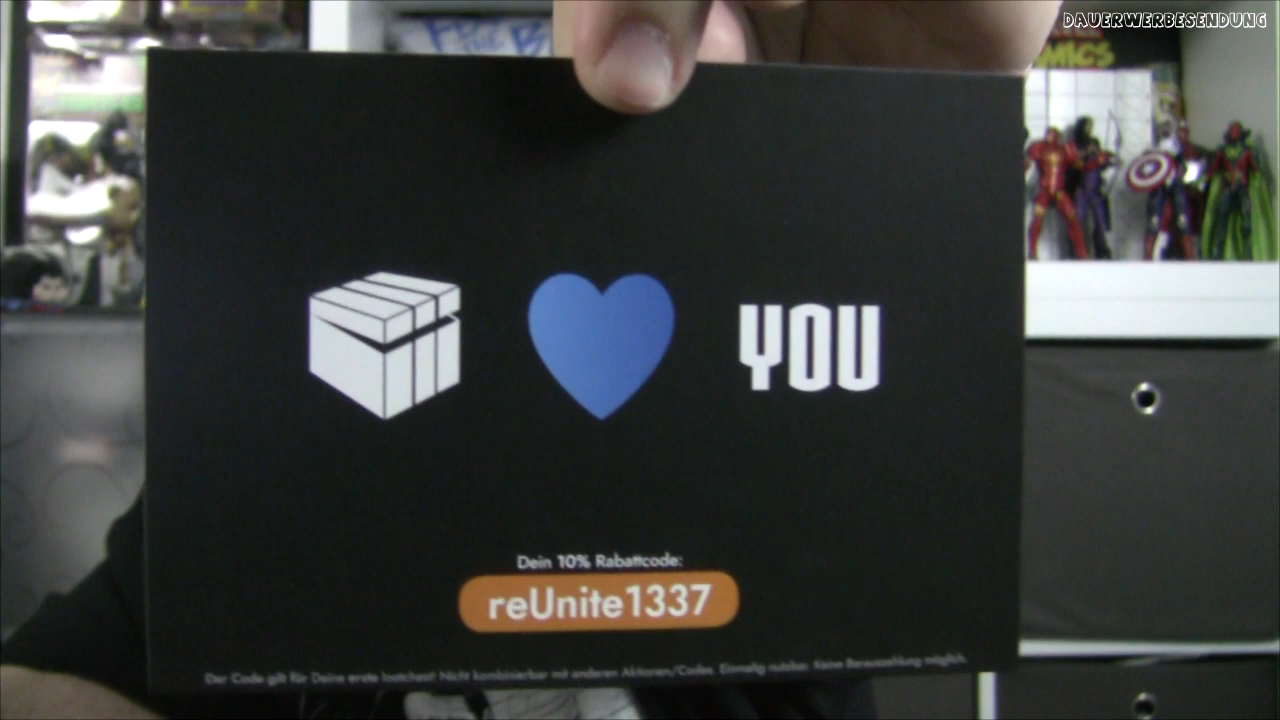 DAUERWERBESENDUNG
MICS
YOU
Dein 10% Rabattcode:
reUnite1337
Der Code gilt für Deine erste lootchest! Nicht kombinierbar mit anderen Aktionen/Codes. Einmalig nutzbar. Keine Barauszahlung möglich.